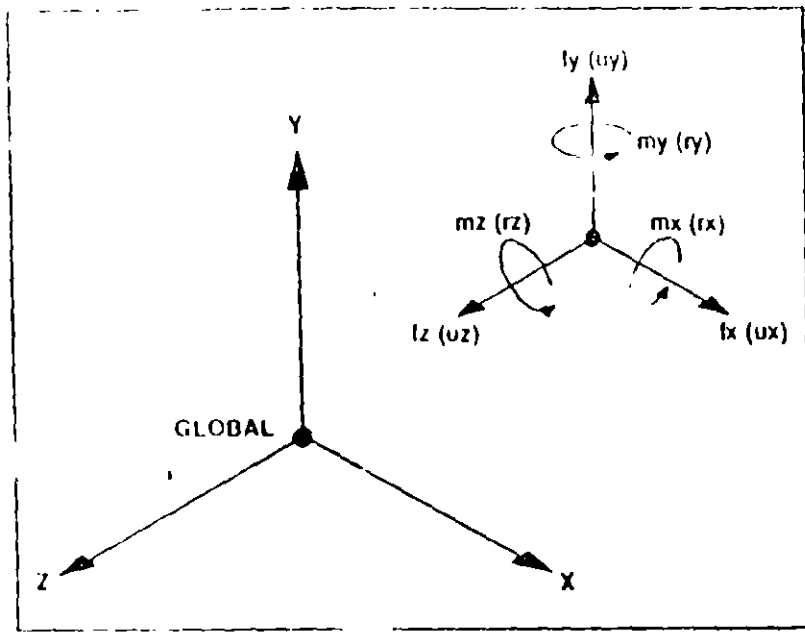 fy (uy)
Y
my (ry)
mz (rz)
mx (rx)
fz (uz)
fx (ux)
GLOBAL
Z
X